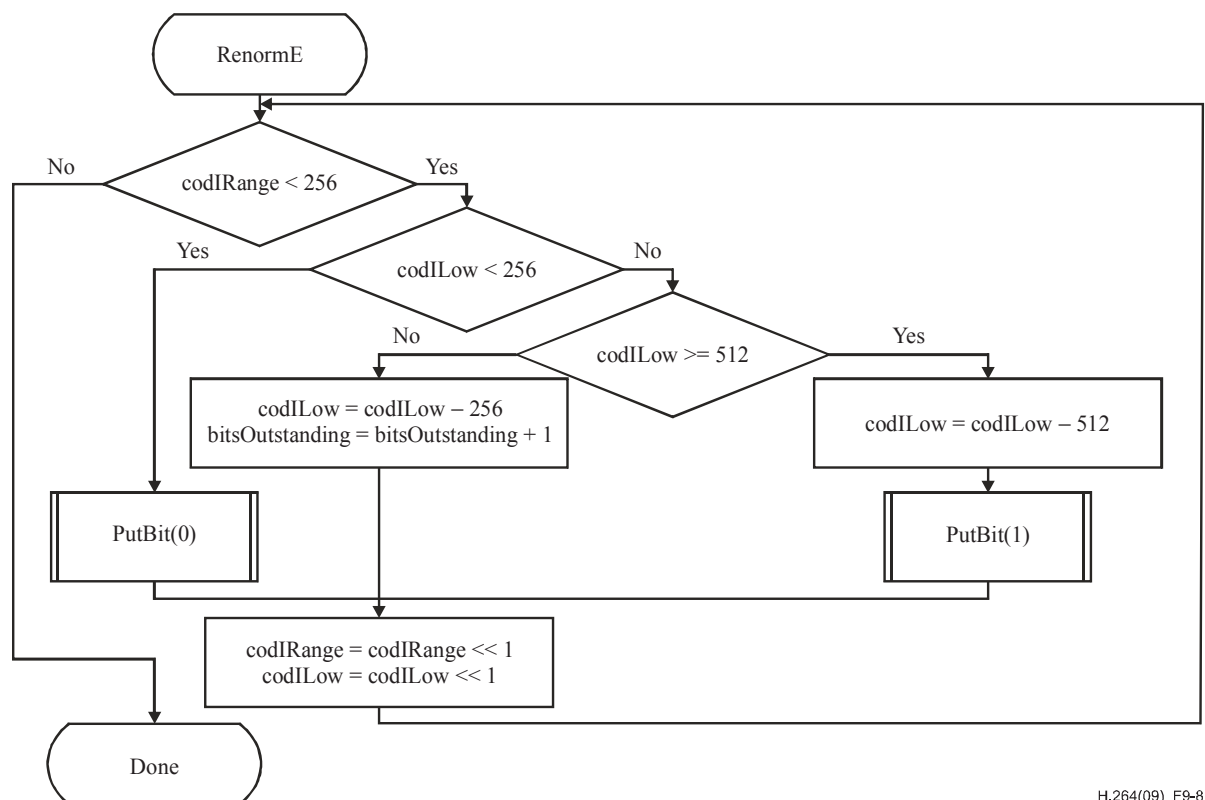 RenormE
No
codIRange < 256
Yes
Yes
codILow < 256
No
No
codILow >= 512
Yes
codILow = codILow – 256
bitsOutstanding = bitsOutstanding + 1
codILow = codILow – 512
PutBit(0)
PutBit(1)
codIRange = codIRange << 1
codILow = codILow << 1
Done
H.264(09)_F9-8